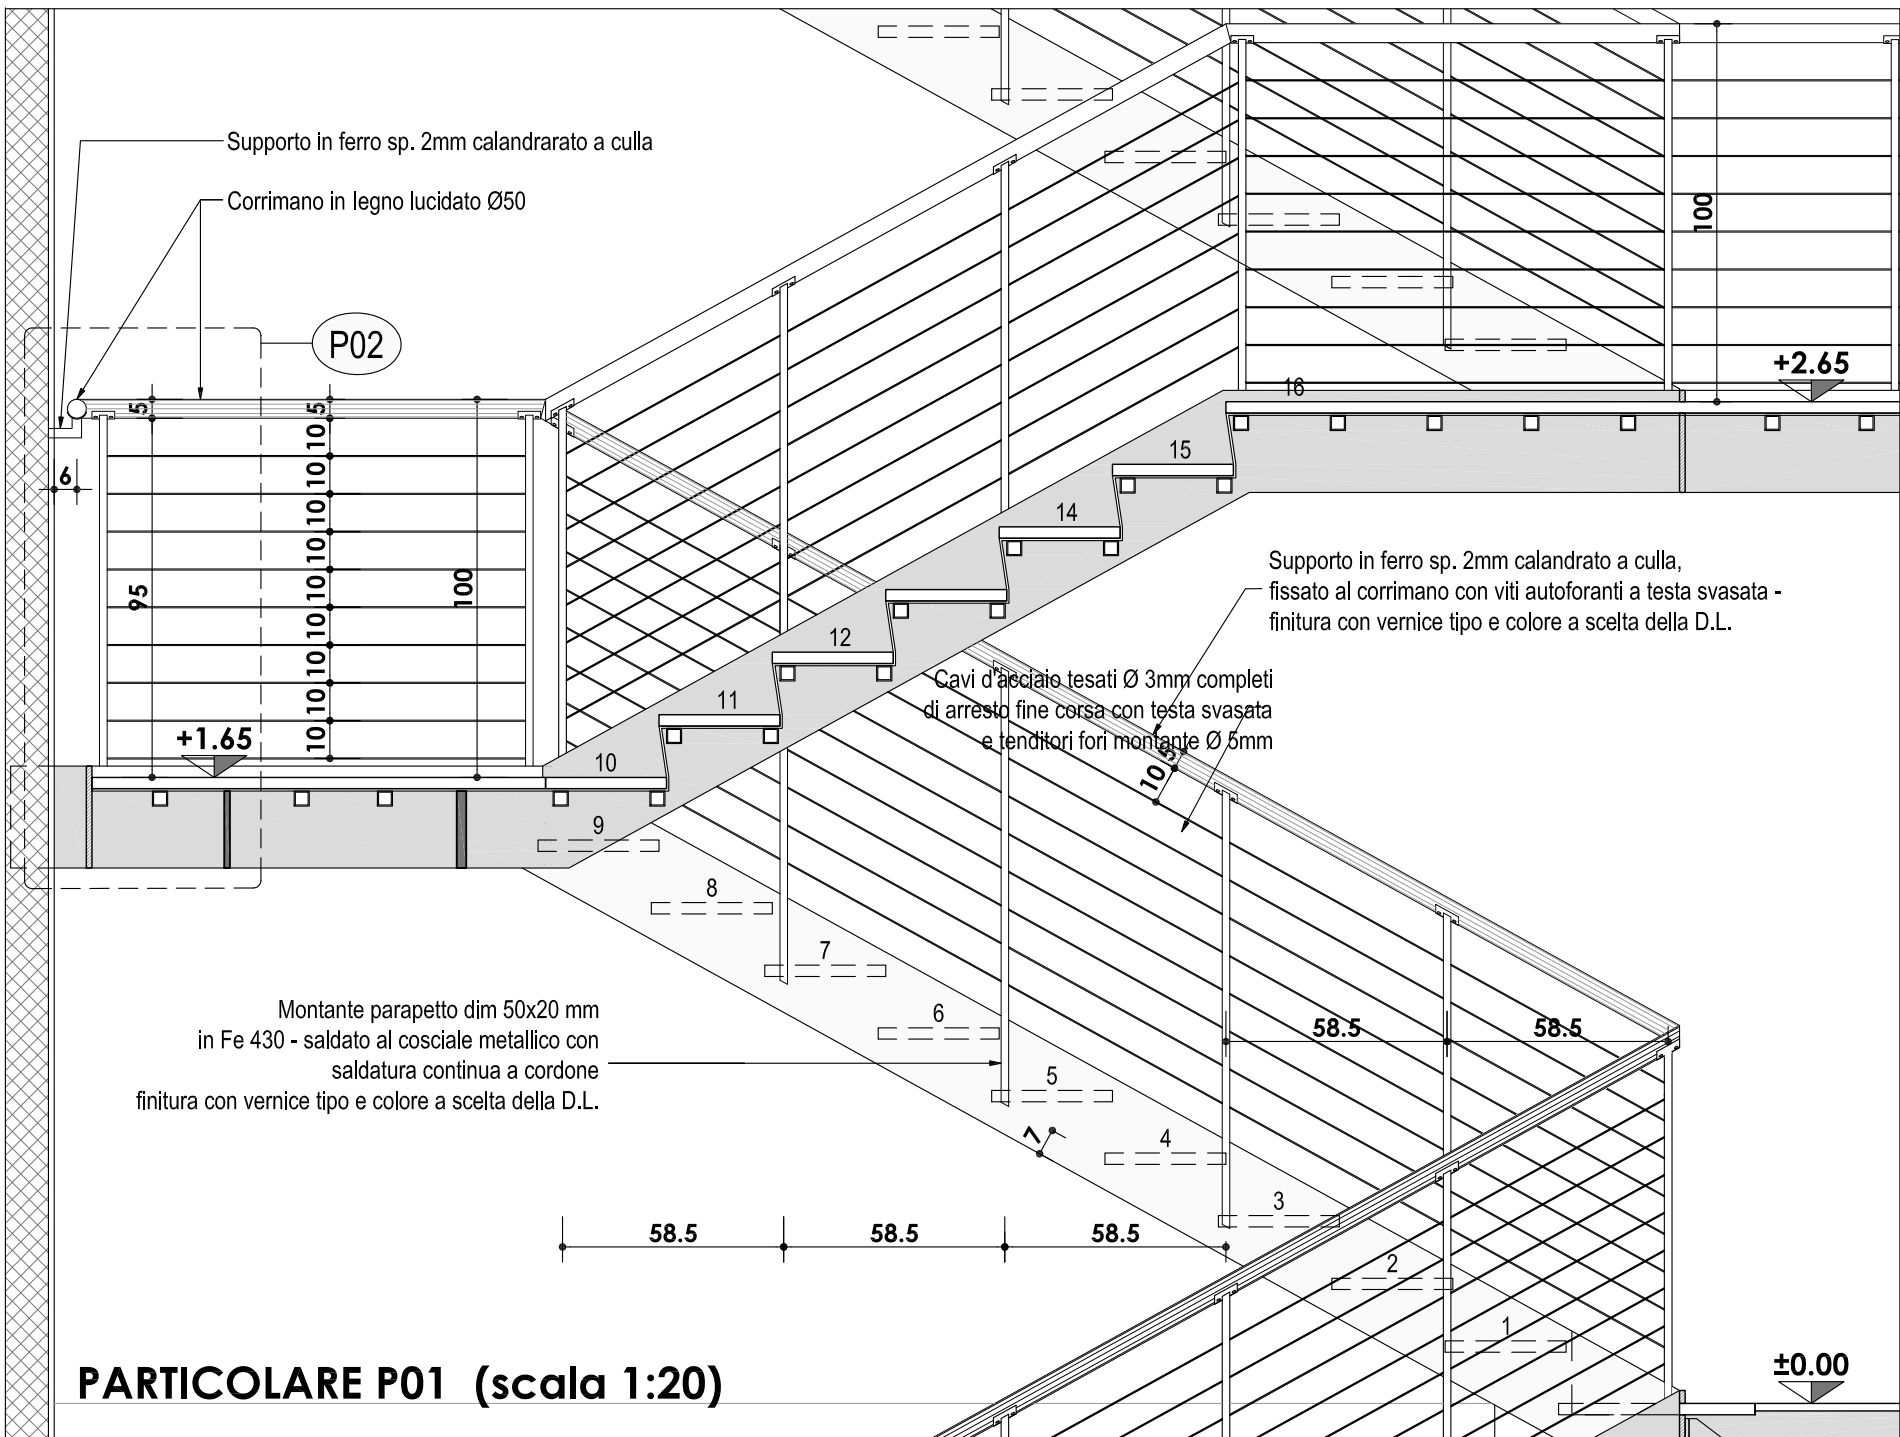 Supporto in ferro sp. 2mm calandrarato a culla
Corrimano in legno lucidato Ø50
P02
100
+2.65
16
15
14
12
11
10
5
5
10
10
10
10
10
10
10
10
10
6
95
100
+1.65
Supporto in ferro sp. 2mm calandrato a culla,
fissato al corrimano con viti autoforanti a testa svasata -
finitura con vernice tipo e colore a scelta della D.L.
Cavi d'acciaio tesati Ø 3mm completi
di arresto fine corsa con testa svasata
e tenditori fori montante Ø 5mm
5
10
9
8
7
6
5
4
3
2
1
Montante parapetto dim 50x20 mm
in Fe 430 - saldato al cosciale metallico con
saldatura continua a cordone
finitura con vernice tipo e colore a scelta della D.L.
58.5
58.5
7
58.5
58.5
58.5
±0.00
PARTICOLARE P01 (scala 1:20)